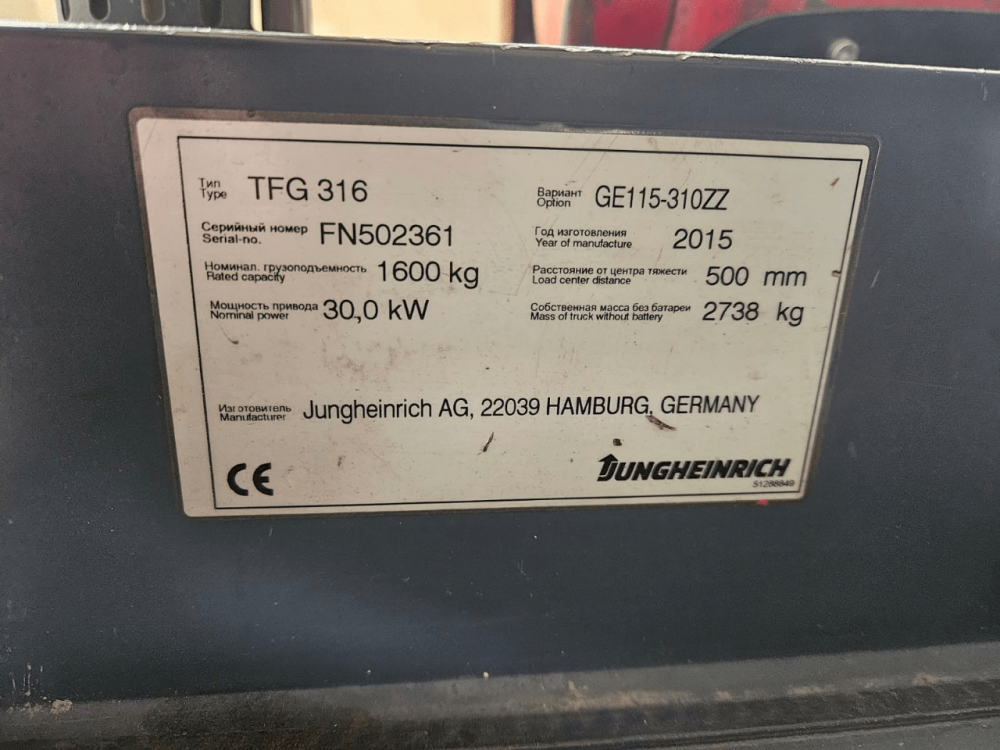 Тип
Type TFG 316
Вариант
Option GE115-310ZZ
Серийный номер
Serial-no. FN502361
Год изготовления
Year of manufacture 2015
Номинал. грузоподъемность
Rated capacity 1600 kg
Расстояние от центра тяжести
Load center distance 500 mm
Мощность привода
Nominal power 30,0 kW
Собственная масса без батареи
Mass of truck without battery 2738 kg
Изготовитель
Manufacturer Jungheinrich AG, 22039 HAMBURG, GERMANY
CE
JUNGHEINRICH
51288849